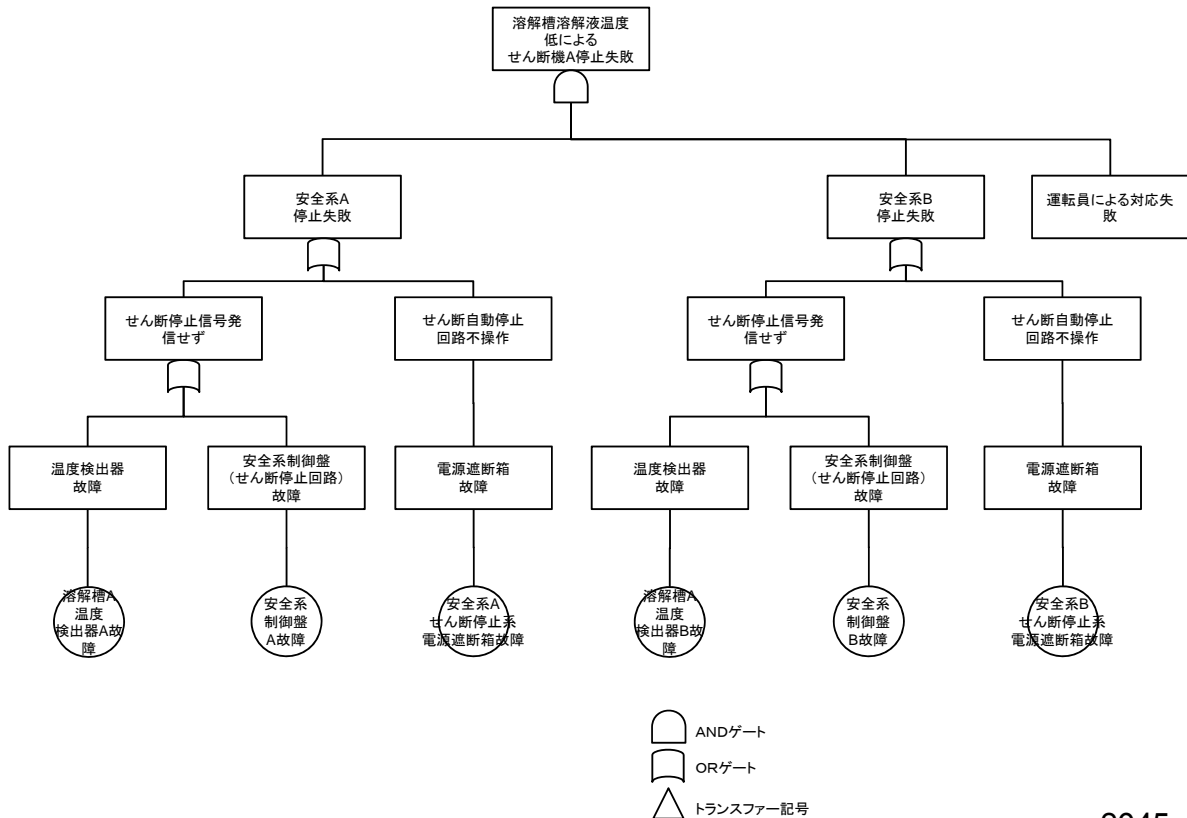 溶解槽溶解液温度
低による
せん断機A停止失敗
安全系A
停止失敗
安全系B
停止失敗
運転員による対応失
敗
せん断停止信号発
信せず
せん断自動停止
回路不操作
せん断停止信号発
信せず
せん断自動停止
回路不操作
温度検出器
故障
安全系制御盤
（せん断停止回路）
故障
電源遮断箱
故障
温度検出器
故障
安全系制御盤
（せん断停止回路）
故障
電源遮断箱
故障
溶解槽A
温度
検出器A故
障
安全系
制御盤
A故障
安全系A
せん断停止系
電源遮断箱故障
溶解槽A
温度
検出器B故
障
安全系
制御盤
B故障
安全系B
せん断停止系
電源遮断箱故障
ANDゲート
ORゲート
トランスファー記号